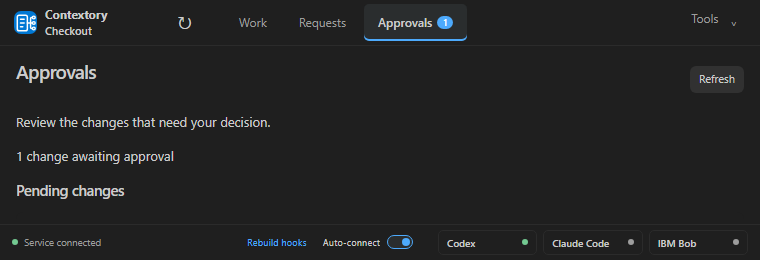 Contextory
Checkout
Work
Requests
Approvals 1
Tools
Approvals
Refresh
Review the changes that need your decision.
1 change awaiting approval
Pending changes
Service connected
Rebuild hooks
Auto-connect
Codex
Claude Code
IBM Bob